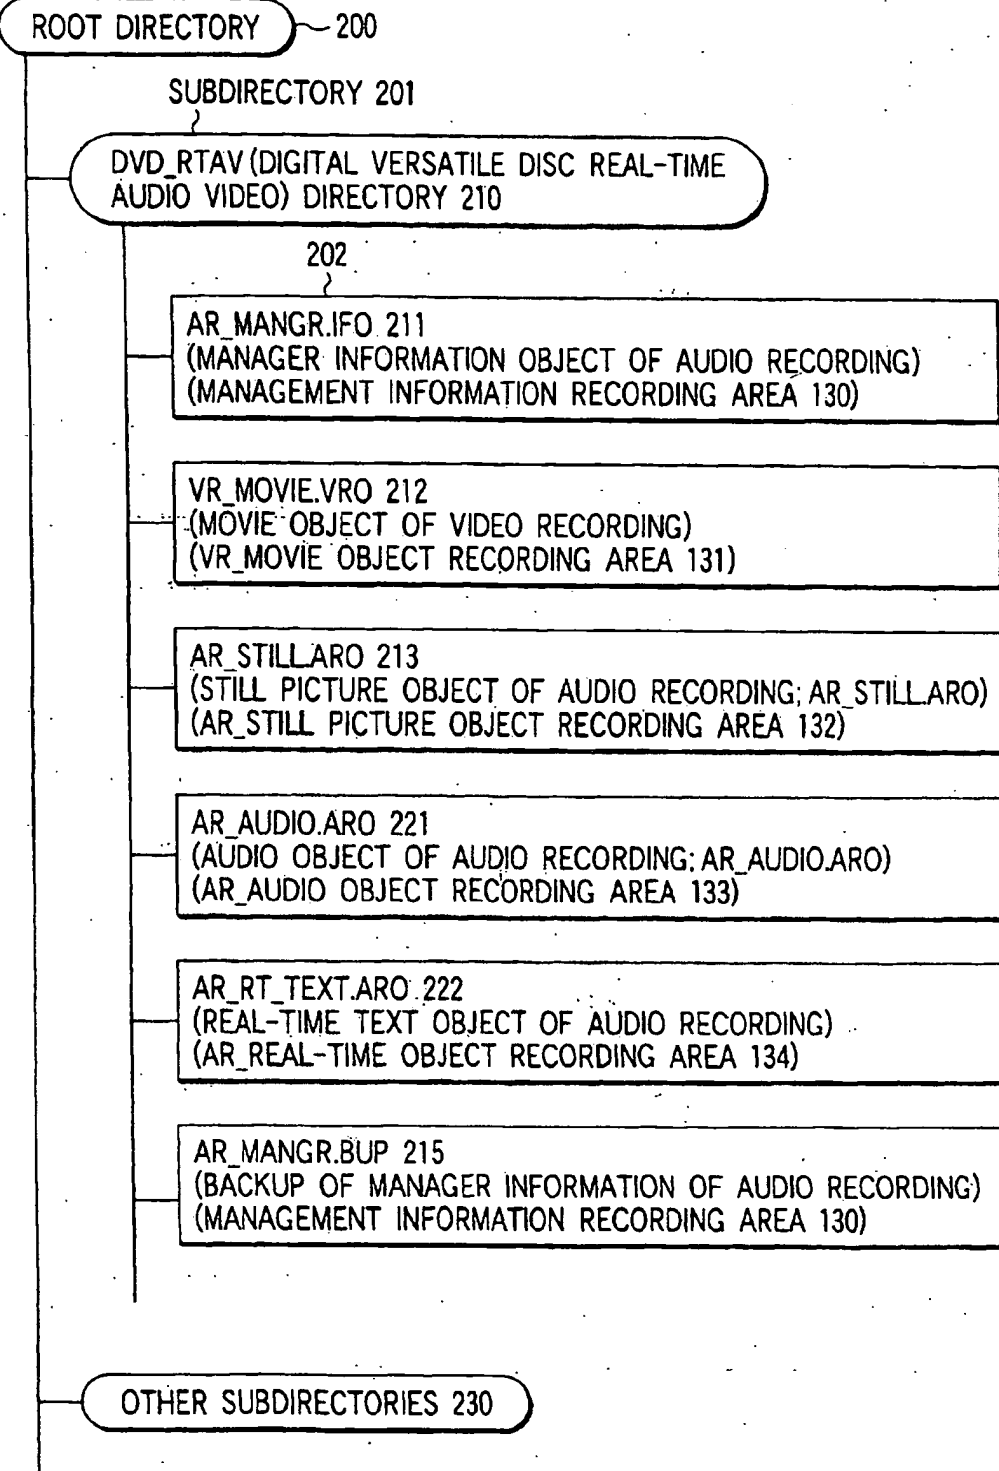 ROOT DIRECTORY 200
SUBDIRECTORY 201
DVD_RTAV (DIGITAL VERSATILE DISC REAL-TIME
AUDIO VIDEO) DIRECTORY 210
202
AR_MANGR.IFO 211
(MANAGER INFORMATION OBJECT OF AUDIO RECORDING)
(MANAGEMENT INFORMATION RECORDING AREA 130)
VR_MOVIE.VRO 212
(MOVIE OBJECT OF VIDEO RECORDING)
(VR_MOVIE OBJECT RECORDING AREA 131)
AR_STILL.ARO 213
(STILL PICTURE OBJECT OF AUDIO RECORDING; AR_STILL.ARO)
(AR_STILL PICTURE OBJECT RECORDING AREA 132)
AR_AUDIO.ARO 221
(AUDIO OBJECT OF AUDIO RECORDING; AR_AUDIO.ARO)
(AR_AUDIO OBJECT RECORDING AREA 133)
AR_RT_TEXT.ARO 222
(REAL-TIME TEXT OBJECT OF AUDIO RECORDING)
(AR_REAL-TIME OBJECT RECORDING AREA 134)
AR_MANGR.BUP 215
(BACKUP OF MANAGER INFORMATION OF AUDIO RECORDING)
(MANAGEMENT INFORMATION RECORDING AREA 130)
OTHER SUBDIRECTORIES 230